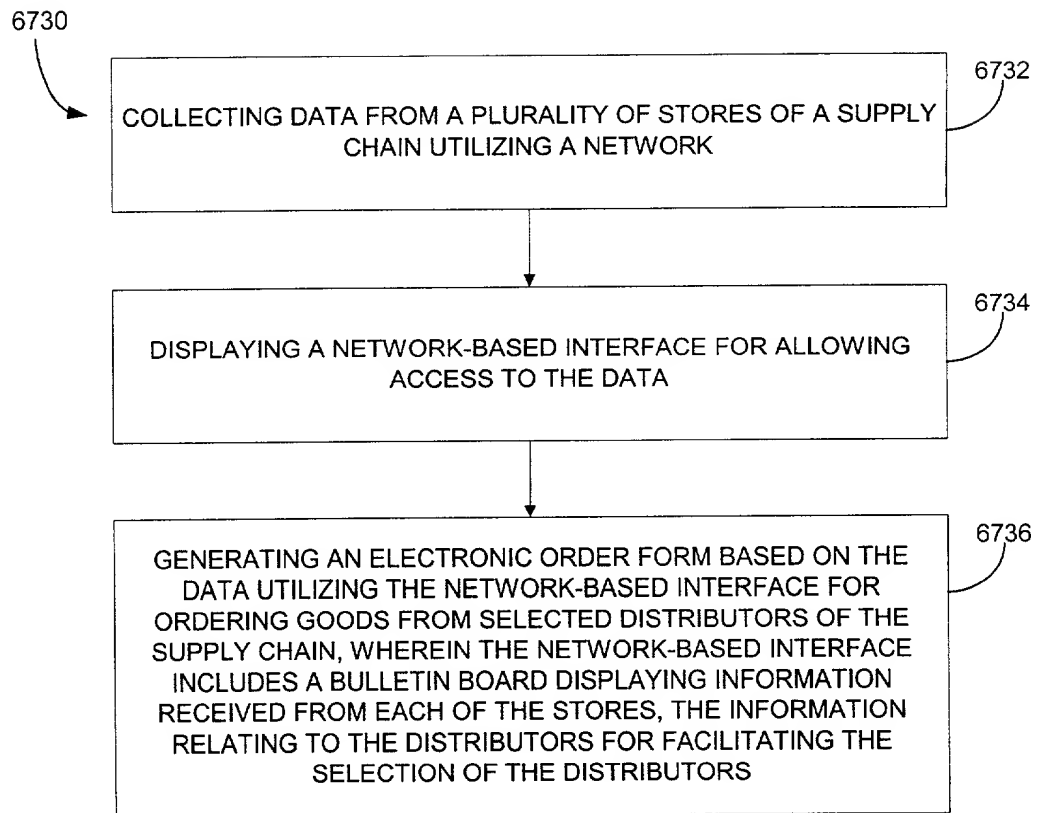 6730
6732
COLLECTING DATA FROM A PLURALITY OF STORES OF A SUPPLY
CHAIN UTILIZING A NETWORK
6734
DISPLAYING A NETWORK-BASED INTERFACE FOR ALLOWING
ACCESS TO THE DATA
6736
GENERATING AN ELECTRONIC ORDER FORM BASED ON THE
DATA UTILIZING THE NETWORK-BASED INTERFACE FOR
ORDERING GOODS FROM SELECTED DISTRIBUTORS OF THE
SUPPLY CHAIN, WHEREIN THE NETWORK-BASED INTERFACE
INCLUDES A BULLETIN BOARD DISPLAYING INFORMATION
RECEIVED FROM EACH OF THE STORES, THE INFORMATION
RELATING TO THE DISTRIBUTORS FOR FACILITATING THE
SELECTION OF THE DISTRIBUTORS